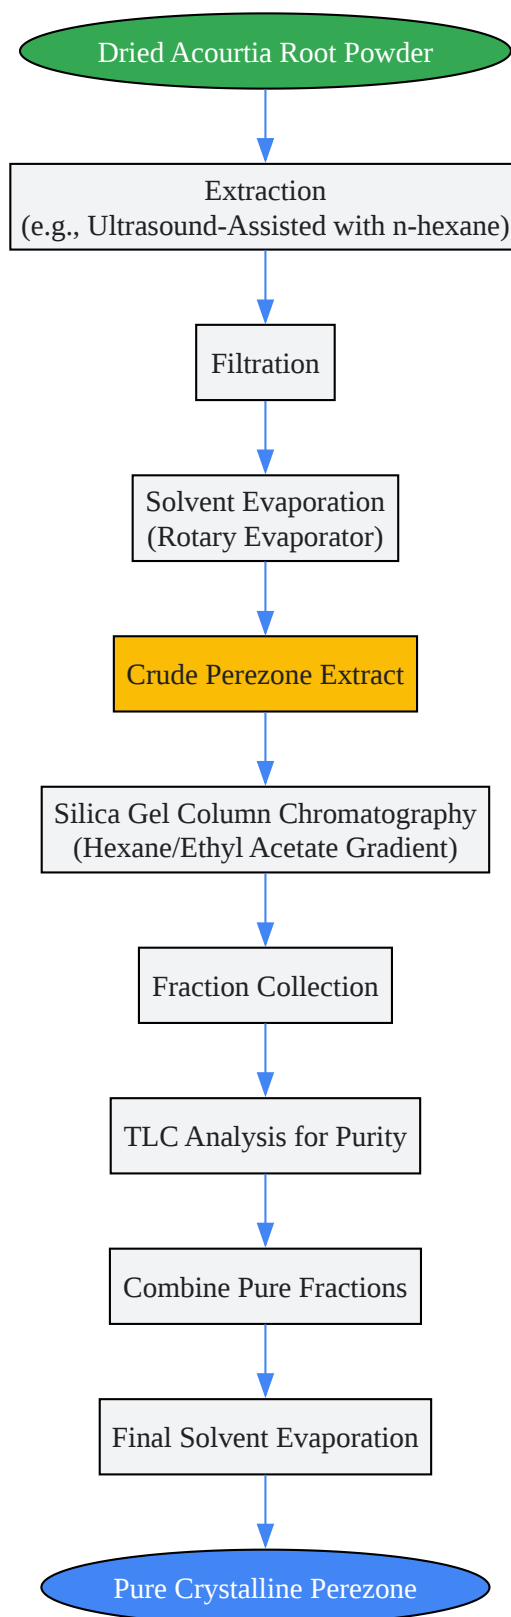 Dried Acourtia Root Powder
Extraction
(e.g., Ultrasound-Assisted with n-hexane)
Filtration
Solvent Evaporation
(Rotary Evaporator)
Crude Perezone Extract
Silica Gel Column Chromatography
(Hexane/Ethyl Acetate Gradient)
Fraction Collection
TLC Analysis for Purity
Combine Pure Fractions
Final Solvent Evaporation
Pure Crystalline Perezone